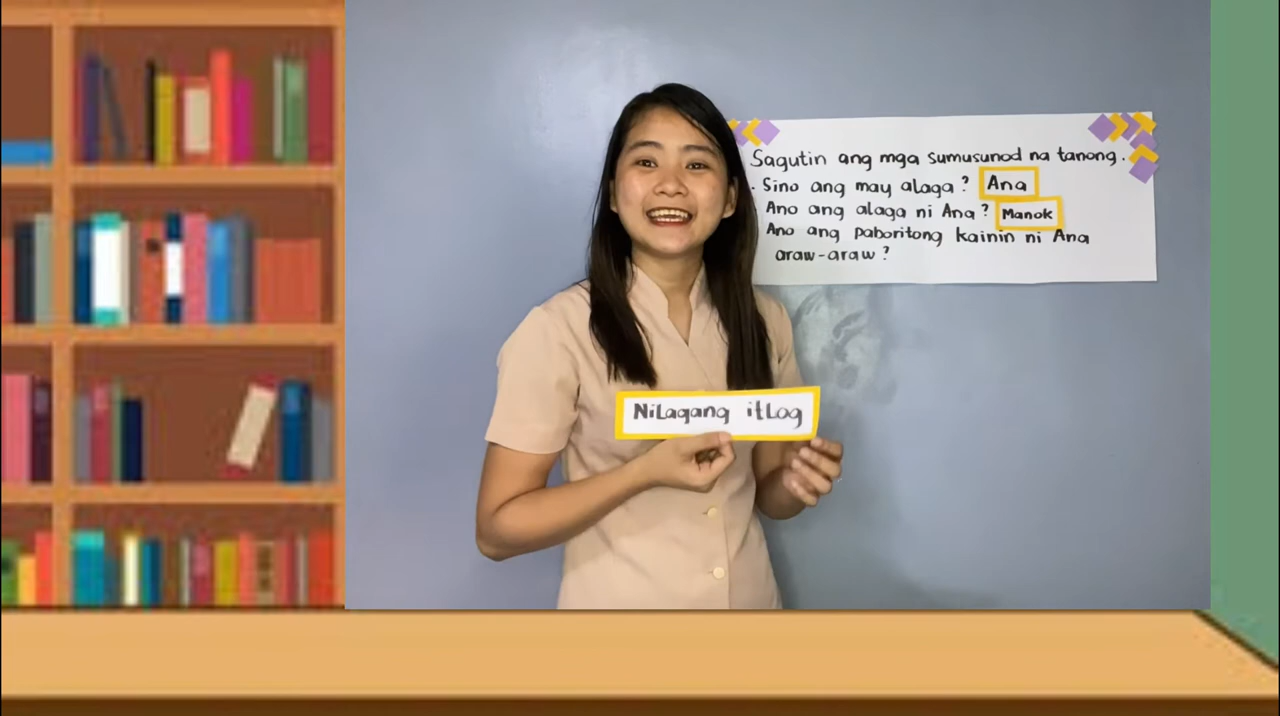 Sagutin ang mga sumusunod na tanong.
. Sino ang may alaga? Ana
Ano ang alaga ni Ana? Manok
Ano ang paboritong kainin ni Ana
araw-araw?
Nilagang itlog